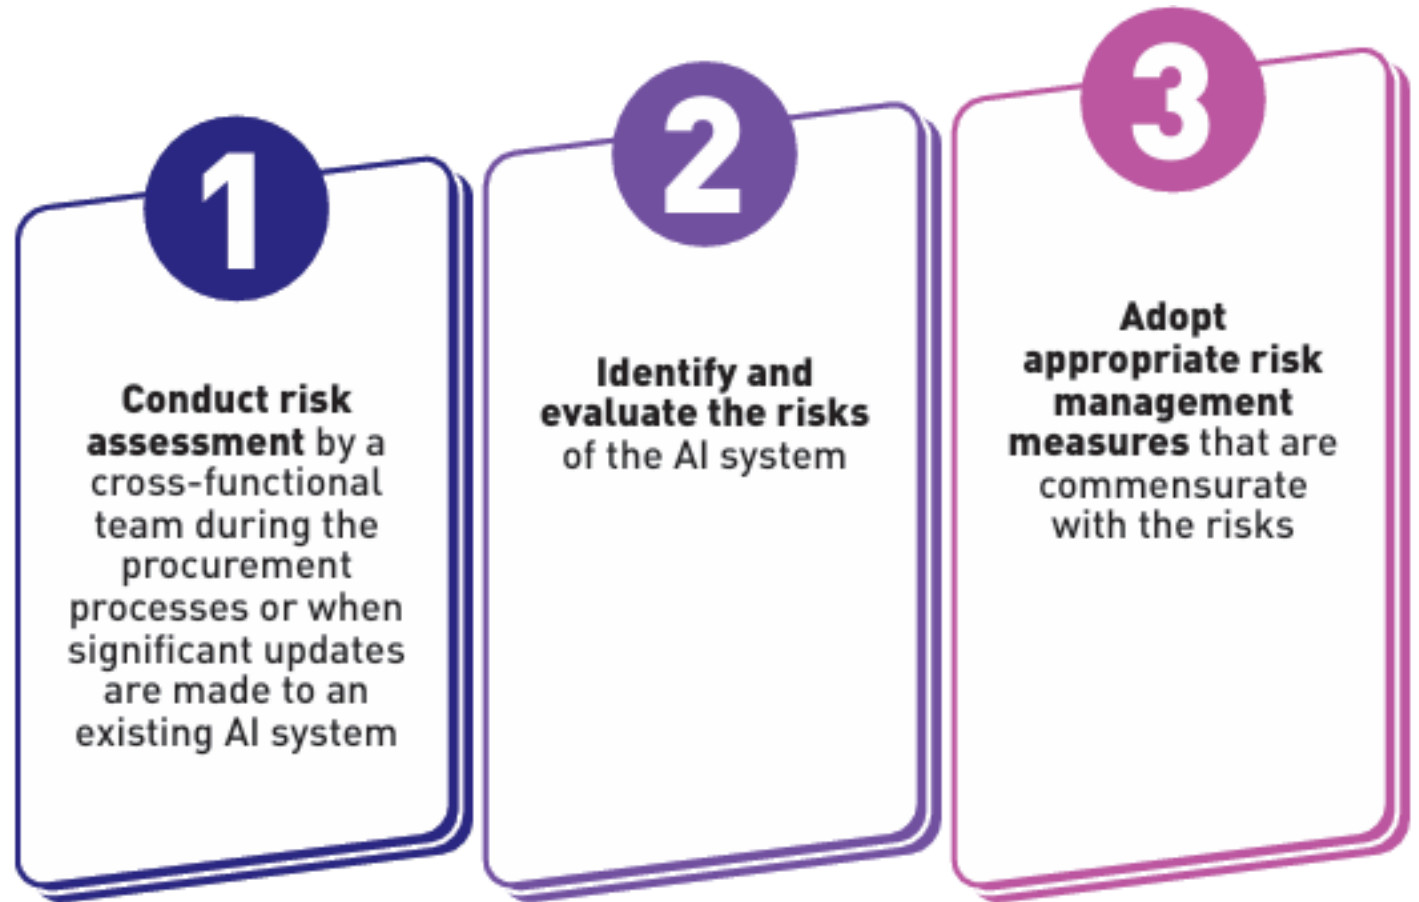 1
Conduct risk
assessment by a
cross-functional
team during the
procurement
processes or when
significant updates
are made to an
existing AI system
2
Identify and
evaluate the risks
of the AI system
3
Adopt
appropriate risk
management
measures that are
commensurate
with the risks